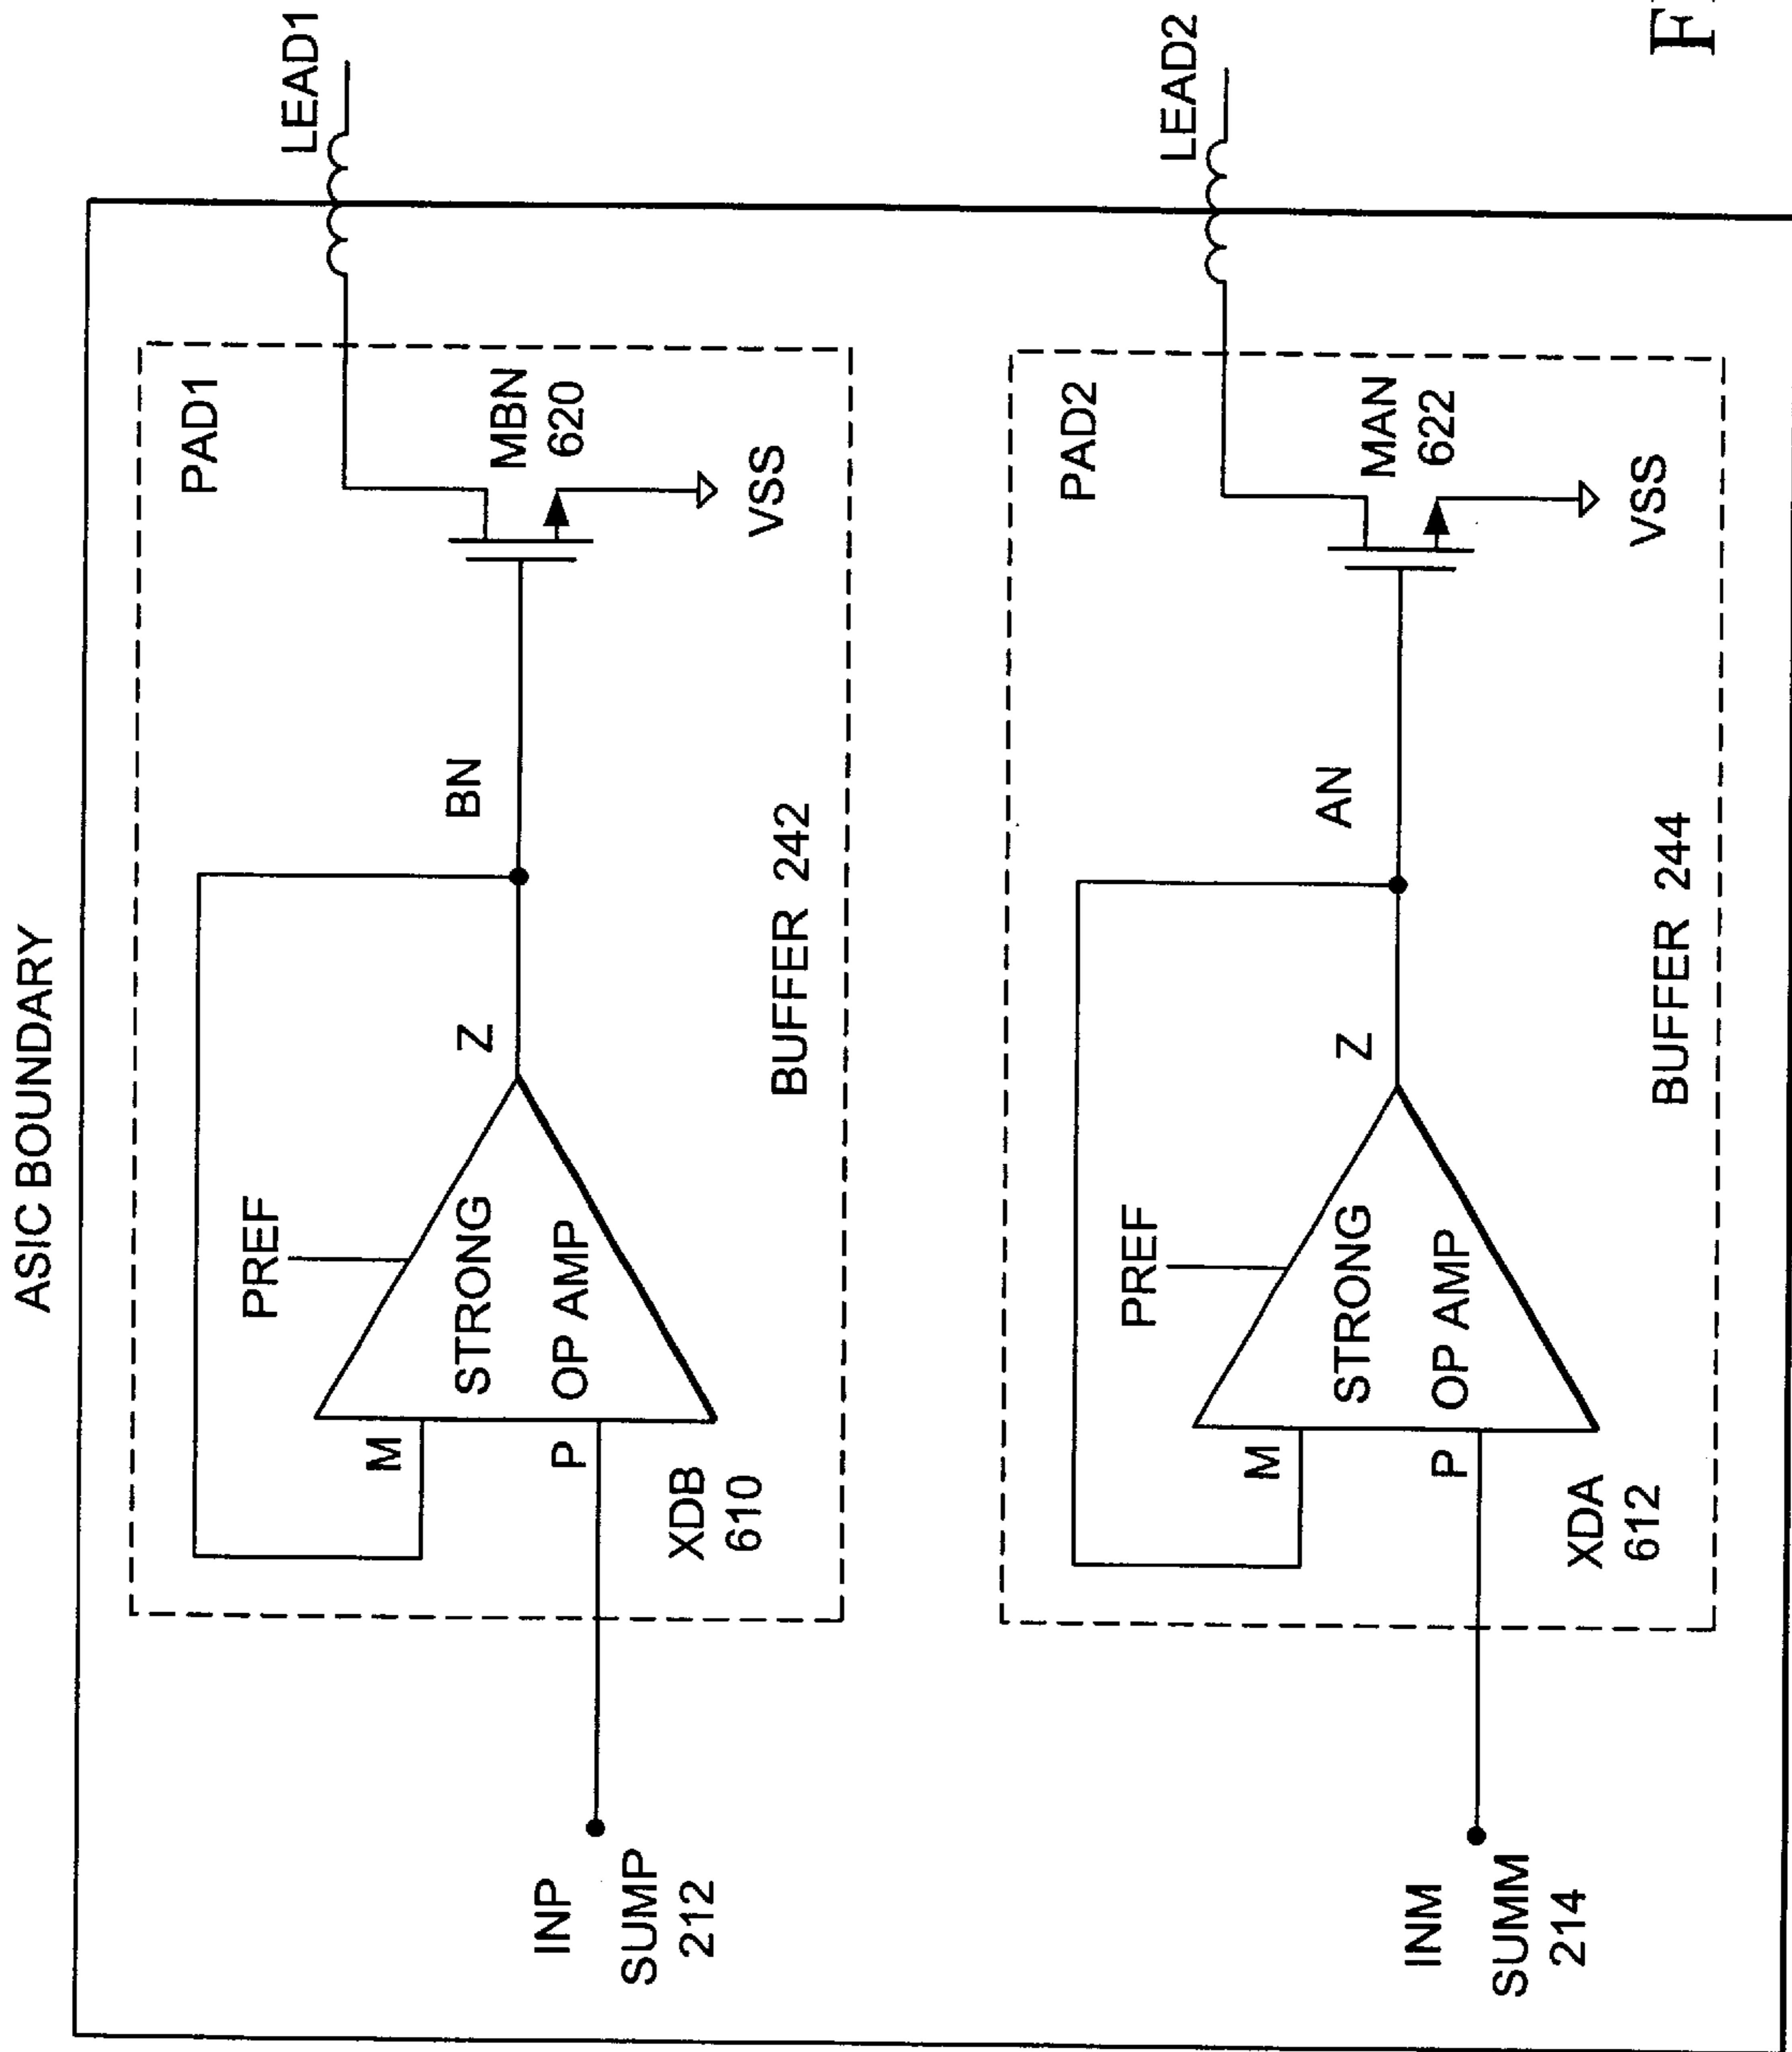 ASIC BOUNDARY
LEAD1
PAD1
PREF
MBN
620
BN
Z
M
STRONG
P
OP AMP
VSS
XDB
610
BUFFER 242
INP
SUMP
212
LEAD2
PAD2
PREF
MAN
622
AN
Z
M
STRONG
P
OP AMP
VSS
XDA
612
BUFFER 244
INM
SUMM
214
F